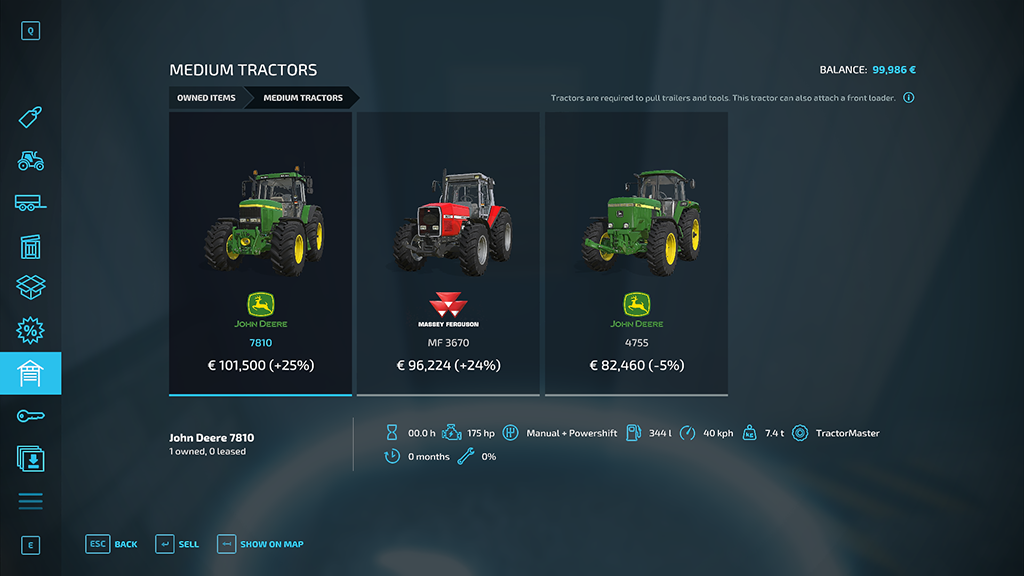 Q
MEDIUM TRACTORS
BALANCE: 99,986 €
OWNED ITEMS MEDIUM TRACTORS
Tractors are required to pull trailers and tools. This tractor can also attach a front loader.
JOHN DEERE
7810
€ 101,500 (+25%)
MASSEY FERGUSON
MF 3670
€ 96,224 (+24%)
JOHN DEERE
4755
€ 82,460 (-5%)
John Deere 7810
1 owned, 0 leased
00.0 h 175 hp Manual + Powershift 344 l 40 kph kg 7.4 t TractorMaster
0 months 0%
E
ESC BACK SELL SHOW ON MAP